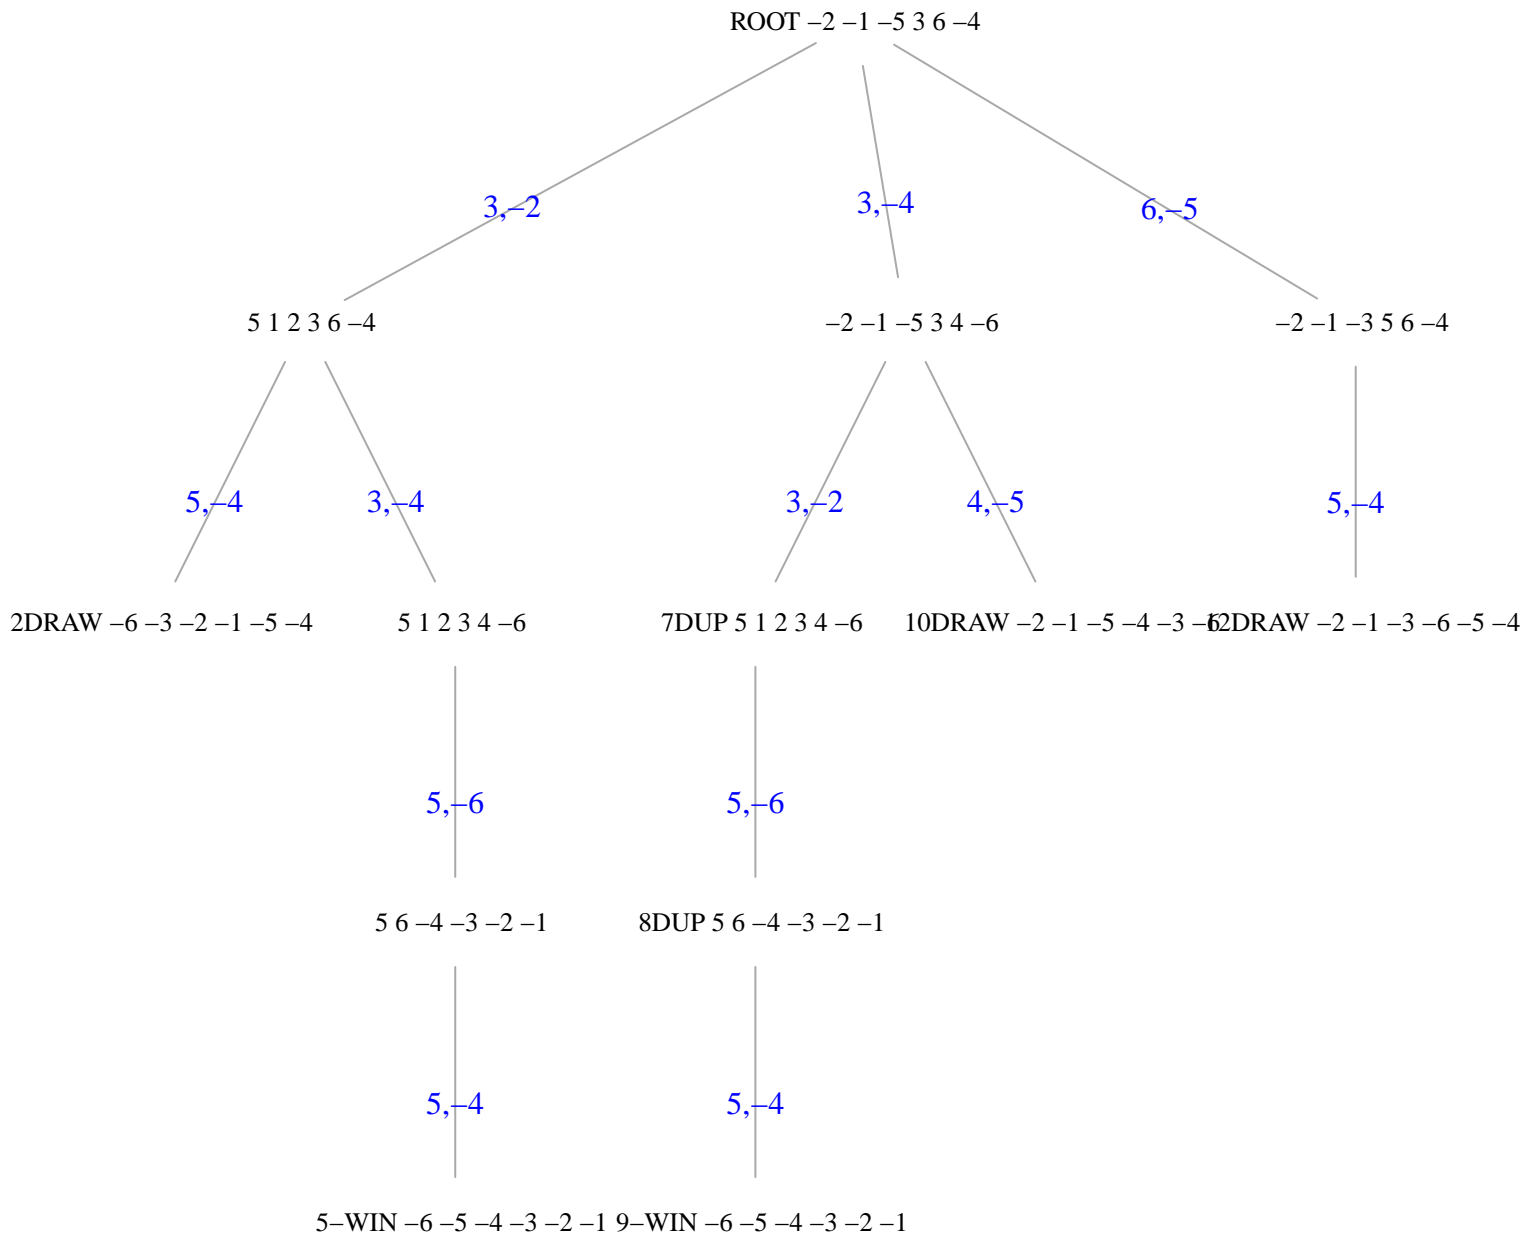 ROOT –2 –1 –5 3 6 –4
3,–2
3,–4
6,–5
5 1 2 3 6 –4
–2 –1 –5 3 4 –6
–2 –1 –3 5 6 –4
5,–4
3,–4
3,–2
4,–5
5,–4
2DRAW –6 –3 –2 –1 –5 –4
5 1 2 3 4 –6
7DUP 5 1 2 3 4 –6
10DRAW –2 –1 –5 –4 –3 –6
12DRAW –2 –1 –3 –6 –5 –4
5,–6
5,–6
5 6 –4 –3 –2 –1
8DUP 5 6 –4 –3 –2 –1
5,–4
5,–4
5–WIN –6 –5 –4 –3 –2 –1
9–WIN –6 –5 –4 –3 –2 –1